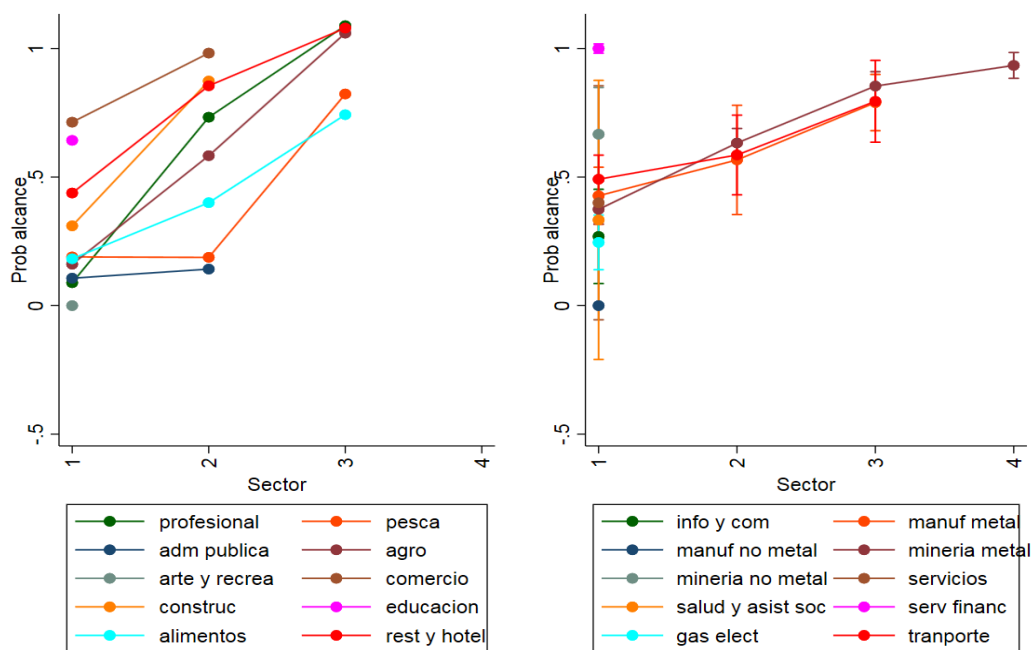 1
.5
0
-.5
Prob alcance
1
2
3
4
Sector
profesional
pesca
adm publica
agro
arte y recrea
comercio
construc
educacion
alimentos
rest y hotel
1
.5
0
-.5
Prob alcance
1
2
3
4
Sector
info y com
manuf metal
manuf no metal
mineria metal
mineria no metal
servicios
salud y asist soc
serv financ
gas elect
tranporte